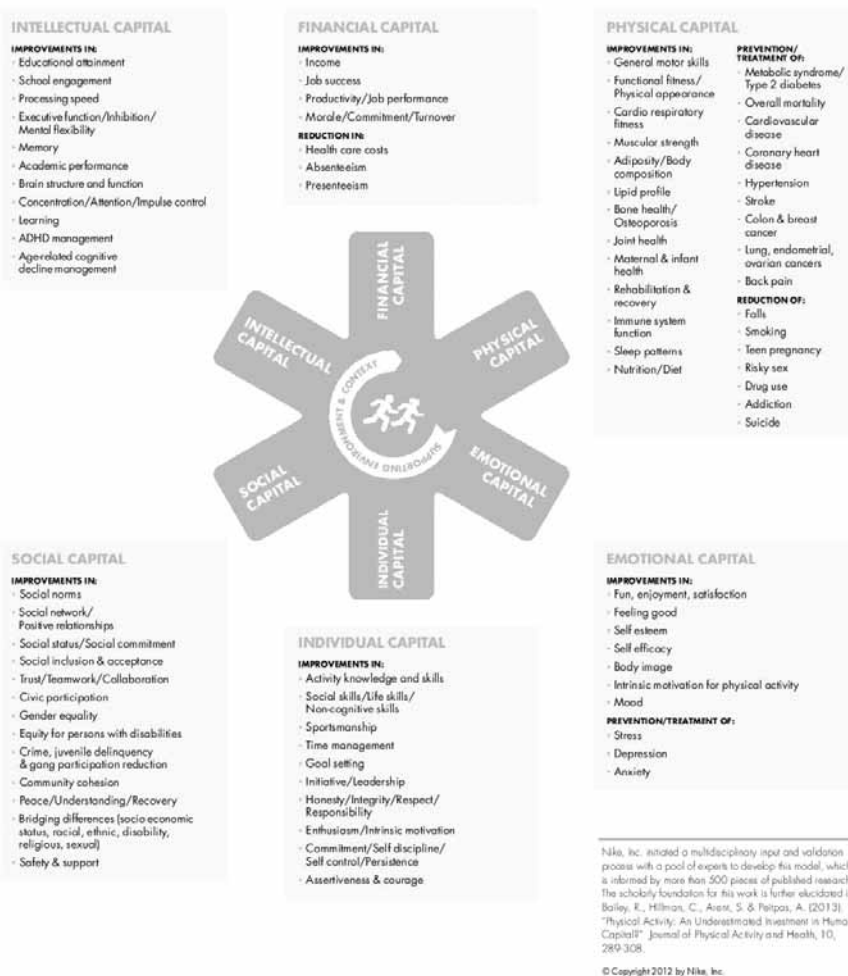 INTELLECTUAL CAPITAL
IMPROVEMENTS IN:
Educational attainment
School engagement
Processing speed
Executive function/Inhibition/
Mental flexibility
Memory
Academic performance
Brain structure and function
Concentration/Attention/Impulse control
Learning
ADHD management
Age-related cognitive
decline management
FINANCIAL CAPITAL
IMPROVEMENTS IN:
Income
Job success
Productivity/Job performance
Morale/Commitment/Turnover
REDUCTION IN:
Health care costs
Absenteeism
Presenteeism
PHYSICAL CAPITAL
IMPROVEMENTS IN:
General motor skills
Functional fitness/
Physical appearance
Cardio respiratory
fitness
Muscular strength
Adiposity/Body
composition
Lipid profile
Bone health/
Osteoporosis
Joint health
Maternal & infant
health
Rehabilitation &
recovery
Immune system
function
Sleep patterns
Nutrition/Diet
PREVENTION/
TREATMENT OF:
Metabolic syndrome/
Type 2 diabetes
Overall mortality
Cardiovascular
disease
Coronary heart
disease
Hypertension
Stroke
Colon & breast
cancer
Lung, endometrial,
ovarian cancers
Back pain
REDUCTION OF:
Falls
Smoking
Teen pregnancy
Risky sex
Drug use
Addiction
Suicide
FINANCIAL
CAPITAL
INTELLECTUAL
CAPITAL
PHYSICAL
CAPITAL
SUPPORTING ENVIRONMENT & CONTEXT
SOCIAL
CAPITAL
EMOTIONAL
CAPITAL
INDIVIDUAL
CAPITAL
SOCIAL CAPITAL
IMPROVEMENTS IN:
Social norms
Social network/
Positive relationships
Social status/Social commitment
Social inclusion & acceptance
Trust/Teamwork/Collaboration
Civic participation
Gender equality
Equity for persons with disabilities
Crime, juvenile delinquency
& gang participation reduction
Community cohesion
Peace/Understanding/Recovery
Bridging differences (socio economic
status, racial, ethnic, disability,
religious, sexual)
Safety & support
INDIVIDUAL CAPITAL
IMPROVEMENTS IN:
Activity knowledge and skills
Social skills/Life skills/
Non-cognitive skills
Sportsmanship
Time management
Goal setting
Initiative/Leadership
Honesty/Integrity/Respect/
Responsibility
Enthusiasm/Intrinsic motivation
Commitment/Self discipline/
Self control/Persistence
Assertiveness & courage
EMOTIONAL CAPITAL
IMPROVEMENTS IN:
Fun, enjoyment, satisfaction
Feeling good
Self esteem
Self efficacy
Body image
Intrinsic motivation for physical activity
Mood
PREVENTION/TREATMENT OF:
Stress
Depression
Anxiety
Nike, Inc. initiated a multidisciplinary input and validation
process with a pool of experts to develop this model, which
is informed by more than 500 pieces of published research.
The scholarly foundation for this work is further elucidated i
Bailey, R., Hillman, C., Arent, S. & Petitpas, A. (2013).
"Physical Activity: An Underestimated Investment in Huma
Capital?" Journal of Physical Activity and Health, 10,
289-308.
© Copyright 2012 by Nike, Inc.